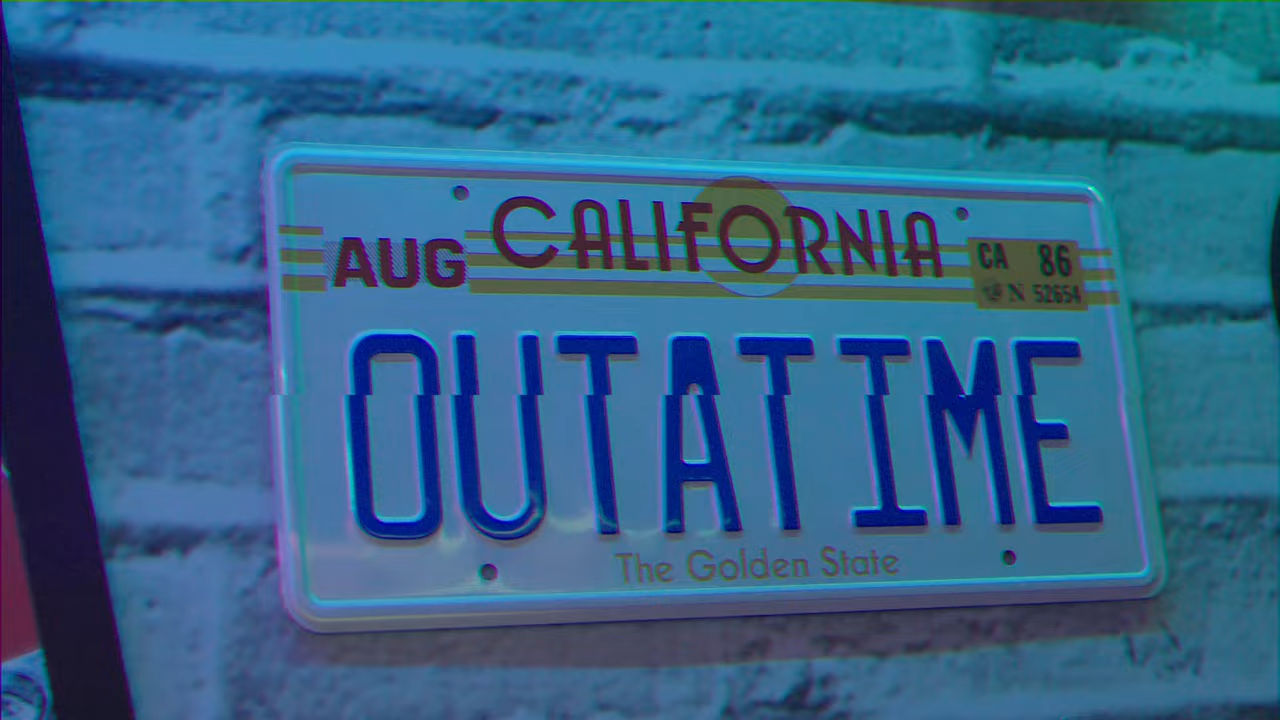 CALIFORNIA
AUG
CA 86
N 52654
OUTATIME
The Golden State